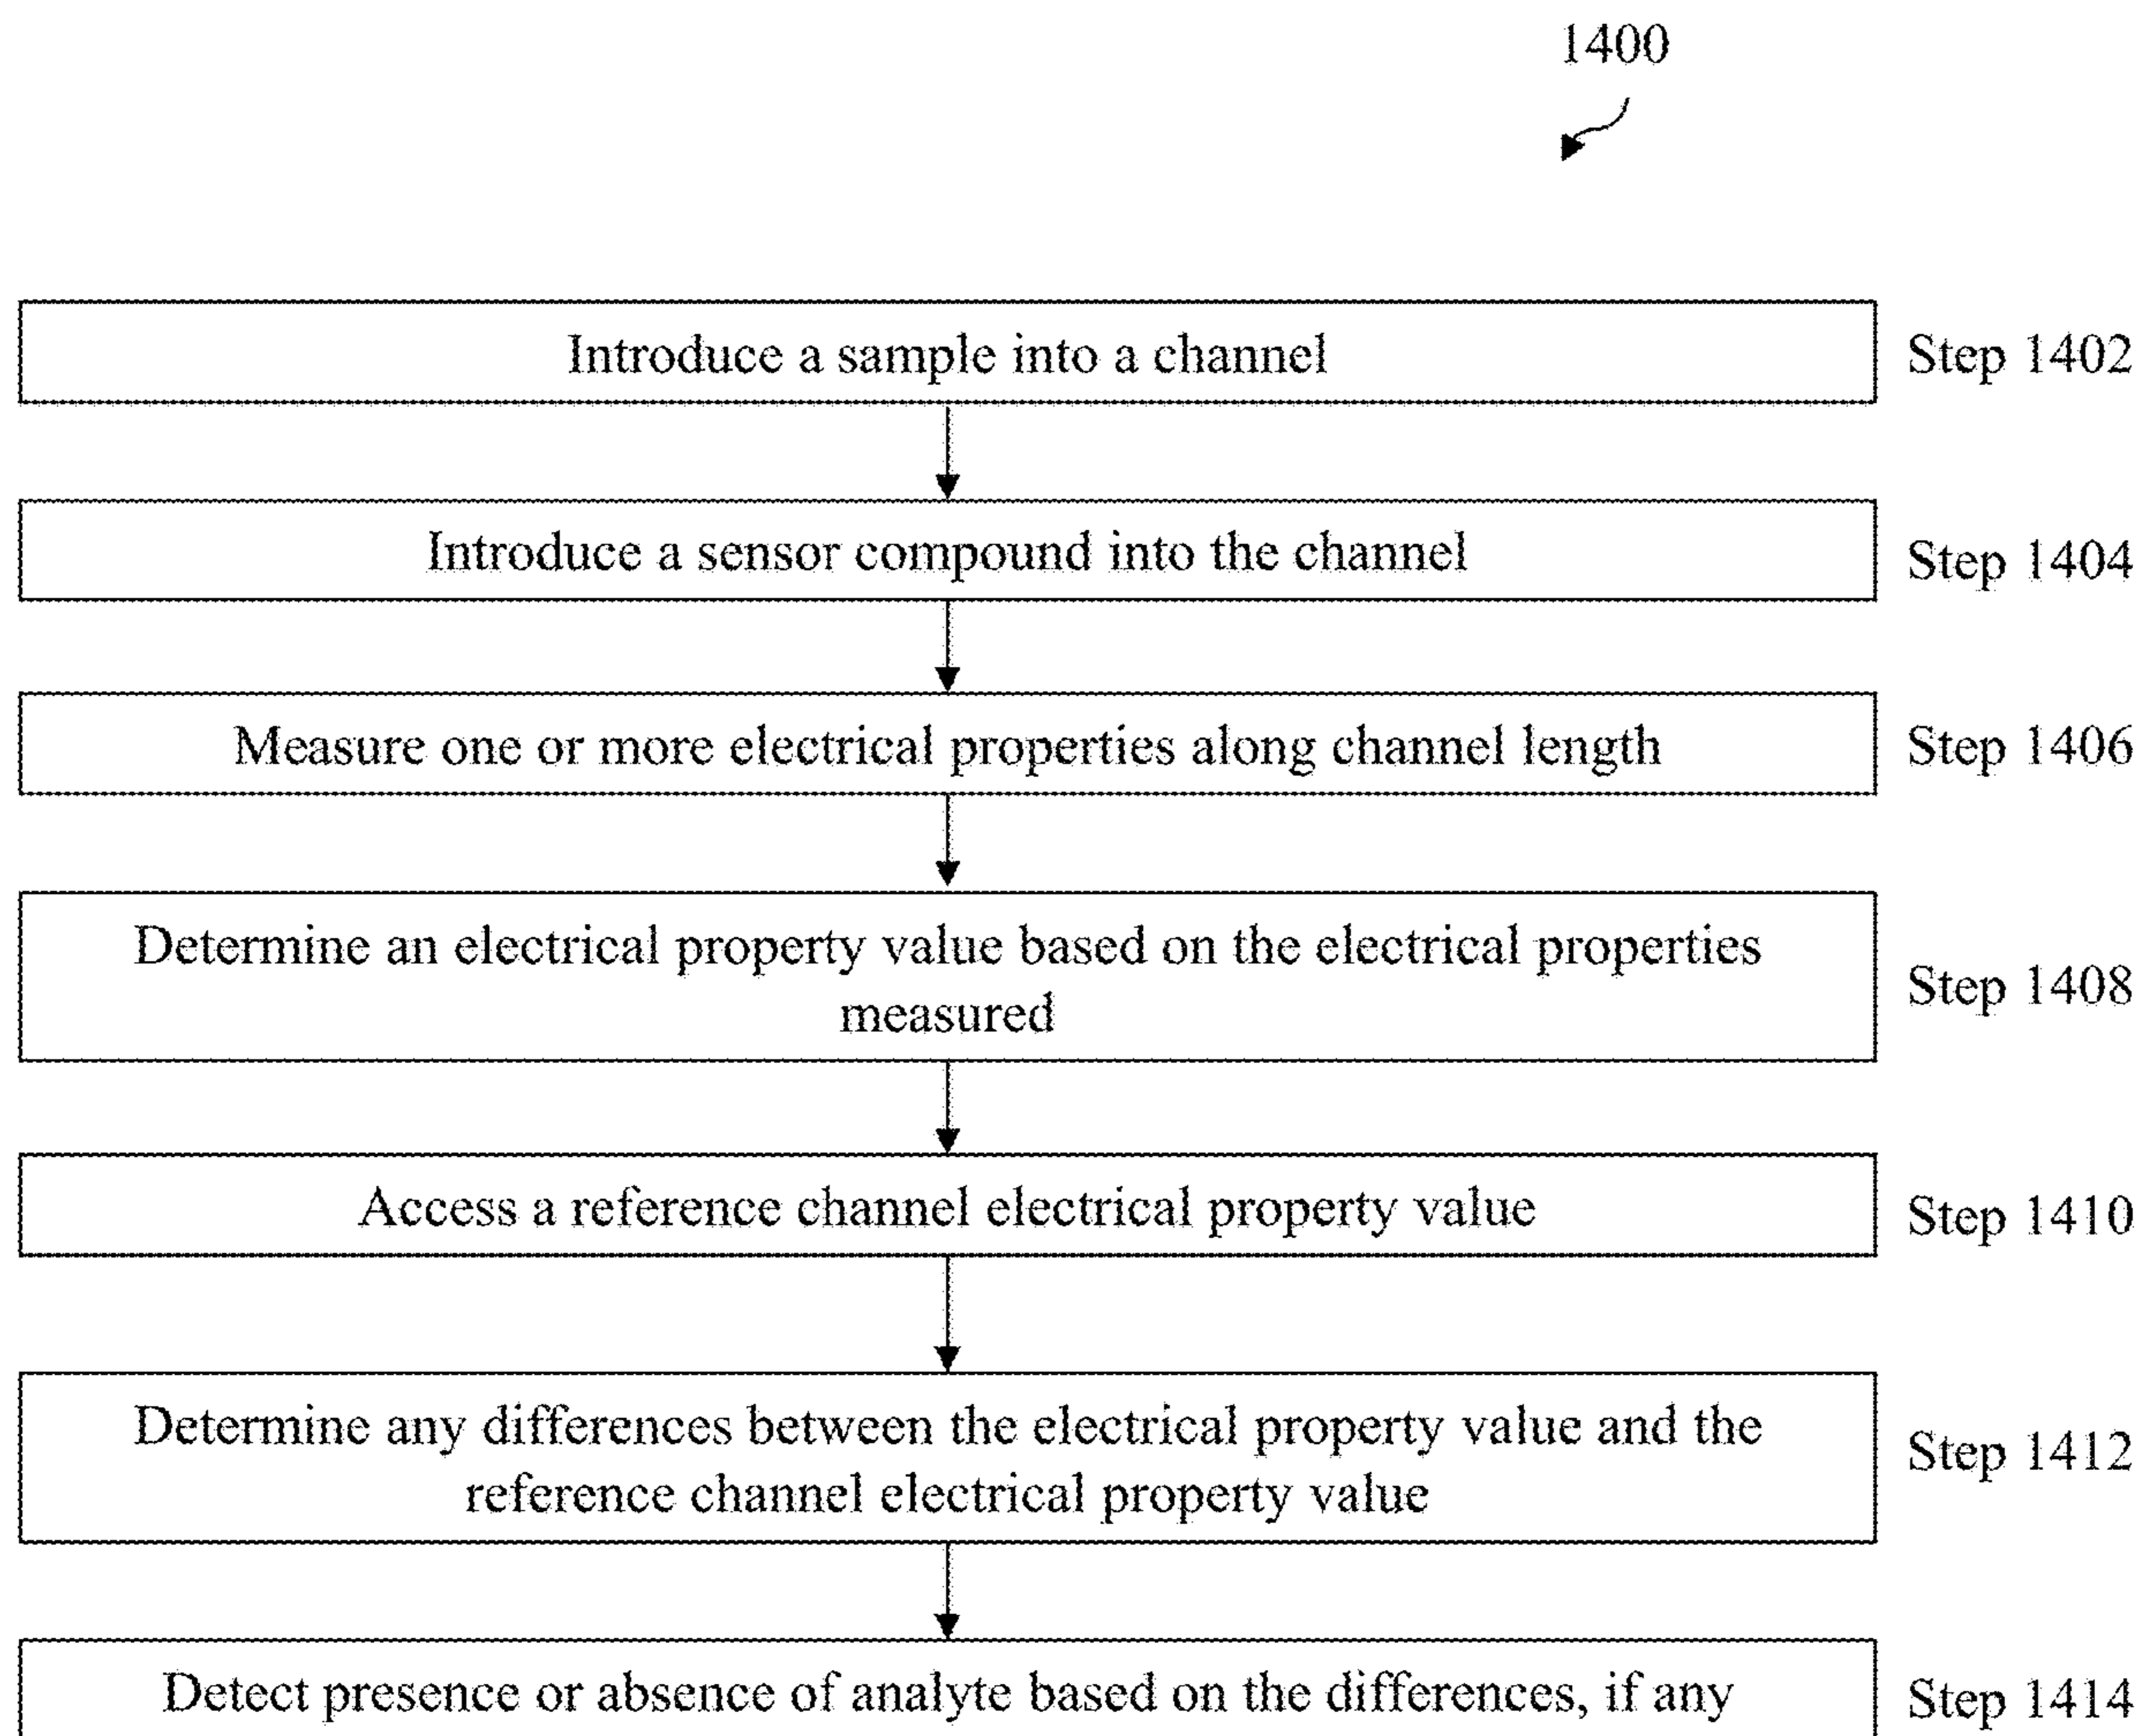 1400
Introduce a sample into a channel
Step 1402
Introduce a sensor compound into the channel
Step 1404
Measure one or more electrical properties along channel length
Step 1406
Determine an electrical property value based on the electrical properties
measured
Step 1408
Access a reference channel electrical property value
Step 1410
Determine any differences between the electrical property value and the
reference channel electrical property value
Step 1412
Detect presence or absence of analyte based on the differences, if any
Step 1414